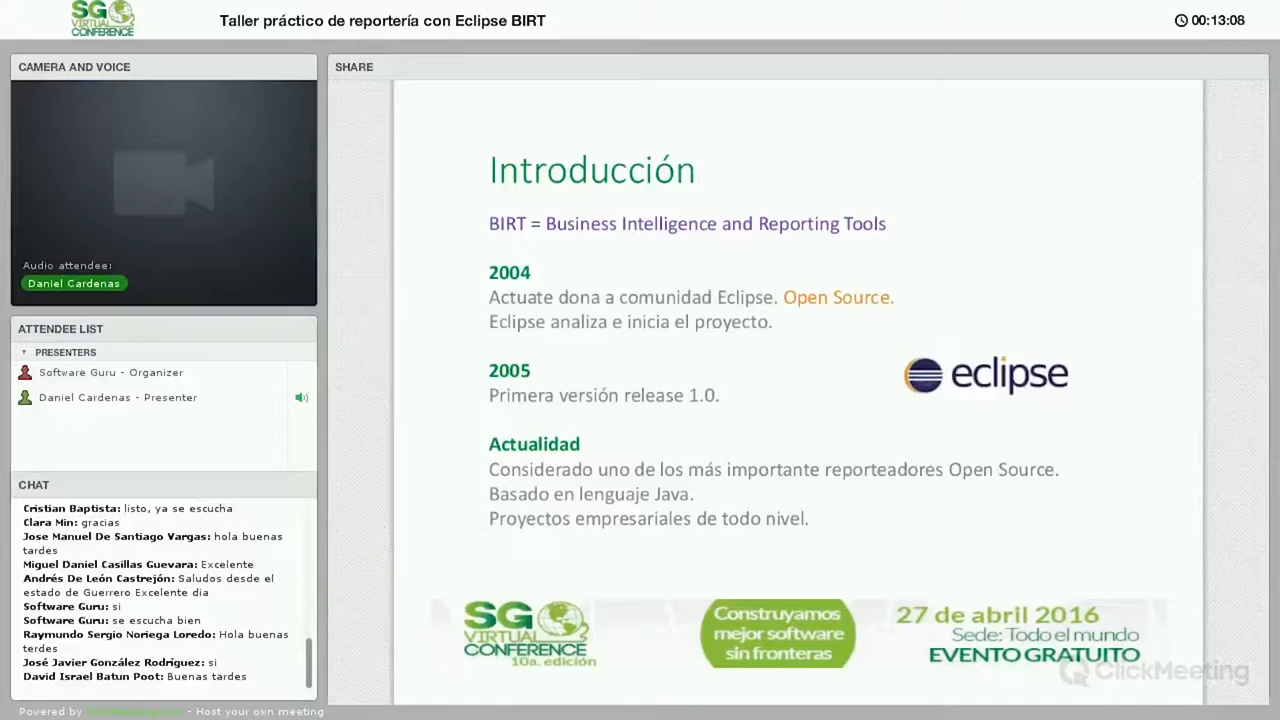 SG
VIRTUAL
CONFERENCE
Taller práctico de reportería con Eclipse BIRT
00:13:08
CAMERA AND VOICE
Audio attendee:
Daniel Cardenas
ATTENDEE LIST
PRESENTERS
Software Guru - Organizer
Daniel Cardenas - Presenter
CHAT
Cristian Baptista: listo, ya se escucha
Clara Min: gracias
Jose Manuel De Santiago Vargas: hola buenas
tardes
Miguel Daniel Casillas Guevara: Excelente
Andrés De León Castrejón: Saludos desde el
estado de Guerrero Excelente dia
Software Guru: si
Software Guru: se escucha bien
Raymundo Sergio Noriega Loredo: Hola buenas
terdes
José Javier González Rodríguez: si
David Israel Batun Poot: Buenas tardes
Powered by ClickMeeting.com - Host your own meeting
SHARE
Introducción
BIRT = Business Intelligence and Reporting Tools
2004
Actuate dona a comunidad Eclipse. Open Source.
Eclipse analiza e inicia el proyecto.
2005
Primera versión release 1.0.
eclipse
Actualidad
Considerado uno de los más importante reporteadores Open Source.
Basado en lenguaje Java.
Proyectos empresariales de todo nivel.
SG
VIRTUAL
CONFERENCE
10a. edición
Construyamos
mejor software
sin fronteras
27 de abril 2016
Sede: Todo el mundo
EVENTO GRATUITO
ClickMeeting